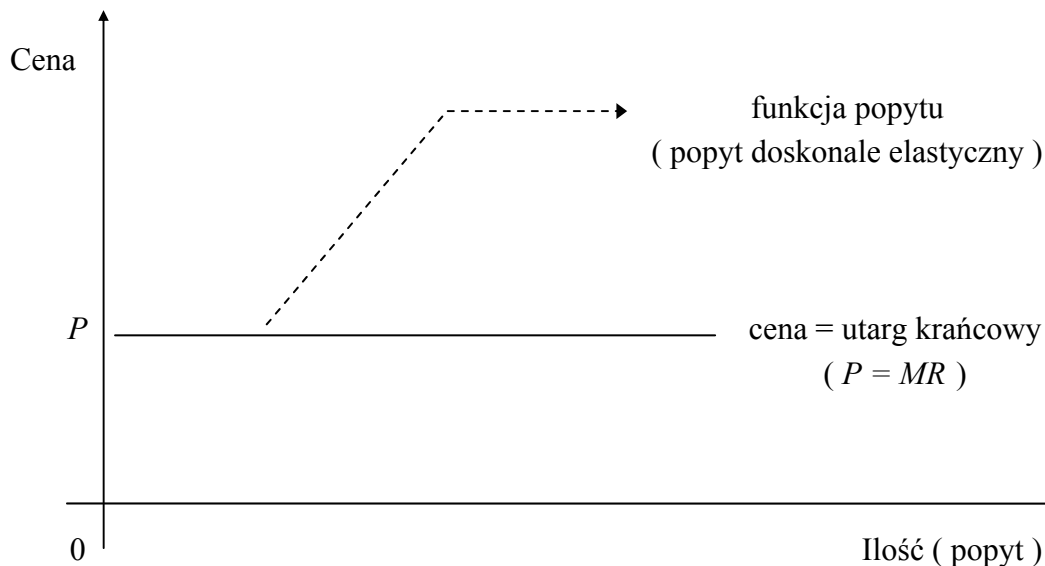 Cena
funkcja popytu
( popyt doskonale elastyczny )
P
cena = utarg krańcowy
( P = MR )
0
Ilość ( popyt )